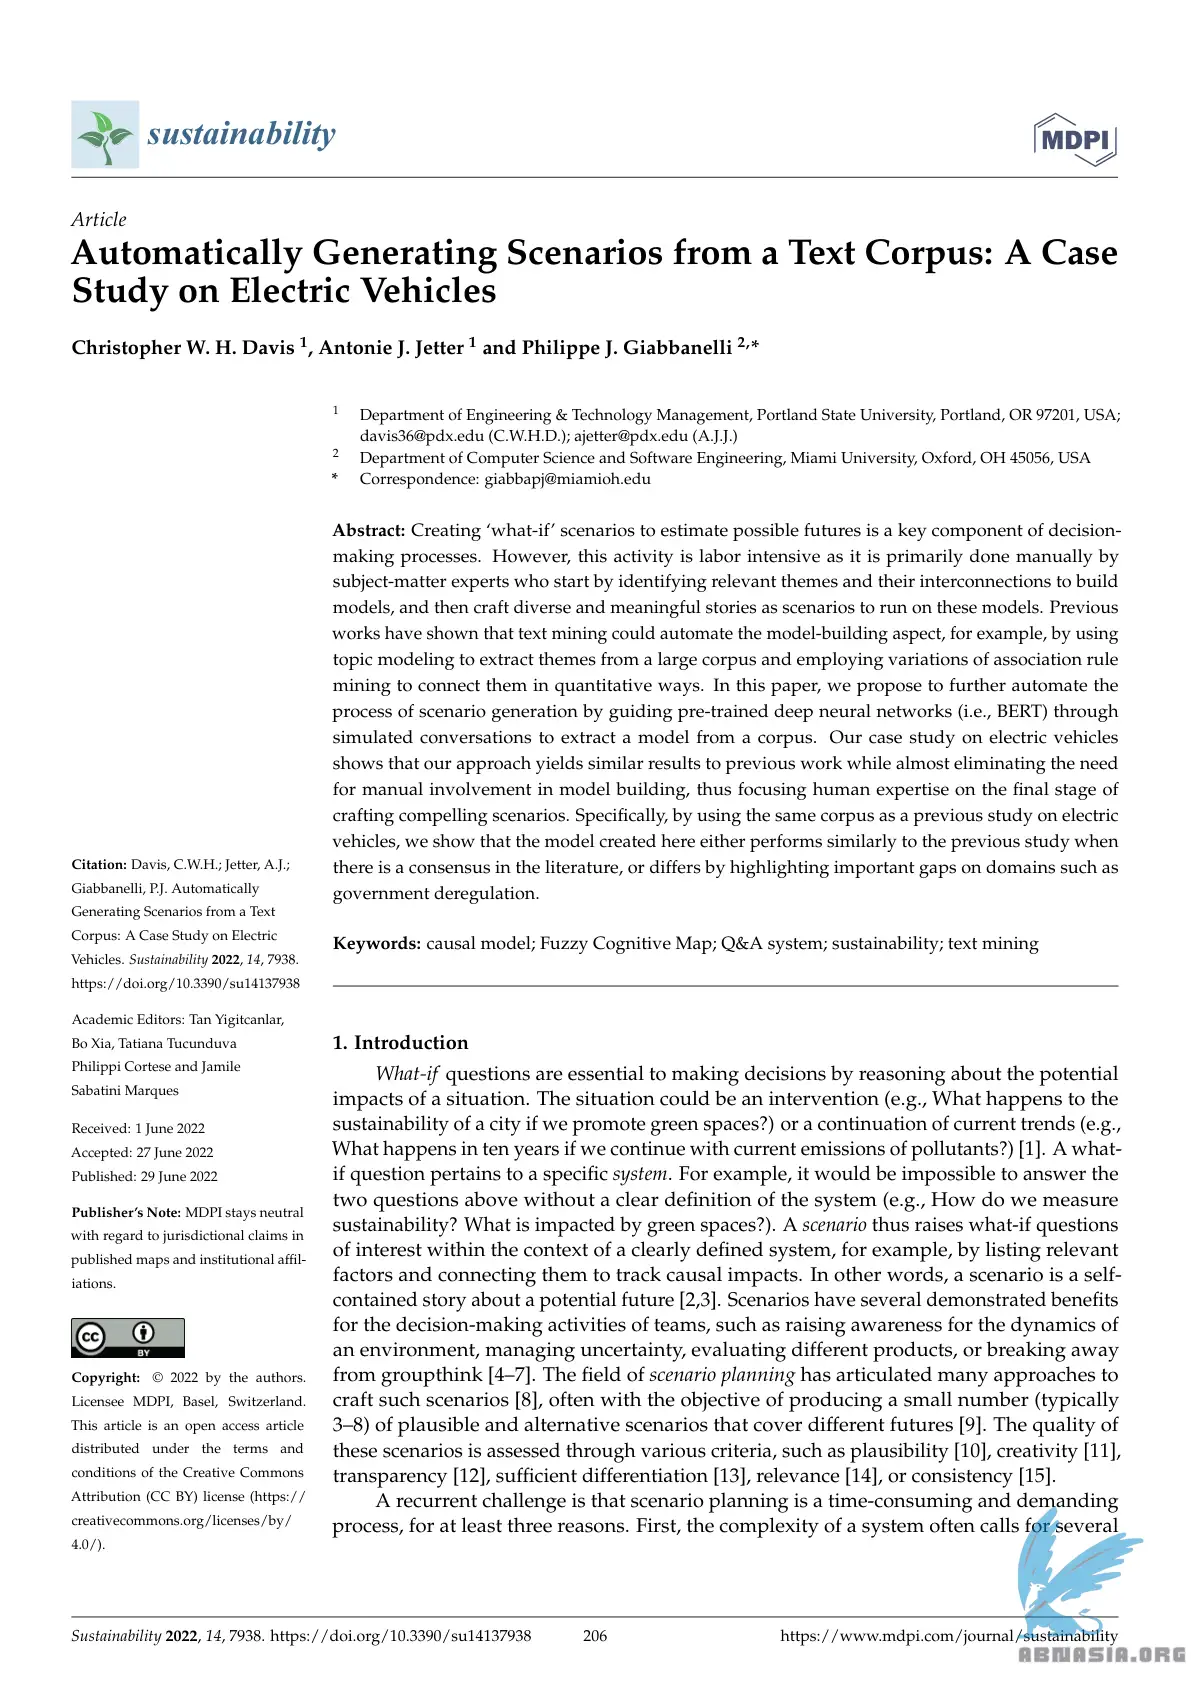 sustainability
MDPI
Article
Automatically Generating Scenarios from a Text Corpus: A Case
Study on Electric Vehicles
Christopher W. H. Davis 1, Antonie J. Jetter 1 and Philippe J. Giabbanelli 2,*
1 Department of Engineering & Technology Management, Portland State University, Portland, OR 97201, USA;
davis36@pdx.edu (C.W.H.D.); ajetter@pdx.edu (A.J.J.)
2 Department of Computer Science and Software Engineering, Miami University, Oxford, OH 45056, USA
* Correspondence: giabbapj@miamioh.edu
Abstract: Creating ‘what-if’ scenarios to estimate possible futures is a key component of decision-
making processes. However, this activity is labor intensive as it is primarily done manually by
subject-matter experts who start by identifying relevant themes and their interconnections to build
models, and then craft diverse and meaningful stories as scenarios to run on these models. Previous
works have shown that text mining could automate the model-building aspect, for example, by using
topic modeling to extract themes from a large corpus and employing variations of association rule
mining to connect them in quantitative ways. In this paper, we propose to further automate the
process of scenario generation by guiding pre-trained deep neural networks (i.e., BERT) through
simulated conversations to extract a model from a corpus. Our case study on electric vehicles
shows that our approach yields similar results to previous work while almost eliminating the need
for manual involvement in model building, thus focusing human expertise on the final stage of
crafting compelling scenarios. Specifically, by using the same corpus as a previous study on electric
vehicles, we show that the model created here either performs similarly to the previous study when
there is a consensus in the literature, or differs by highlighting important gaps on domains such as
government deregulation.
Keywords: causal model; Fuzzy Cognitive Map; Q&A system; sustainability; text mining
Citation: Davis, C.W.H.; Jetter, A.J.;
Giabbanelli, P.J. Automatically
Generating Scenarios from a Text
Corpus: A Case Study on Electric
Vehicles. Sustainability 2022, 14, 7938.
https://doi.org/10.3390/su14137938
Academic Editors: Tan Yigitcanlar,
Bo Xia, Tatiana Tucunduva
Philippi Cortese and Jamile
Sabatini Marques
Received: 1 June 2022
Accepted: 27 June 2022
Published: 29 June 2022
Publisher’s Note: MDPI stays neutral
with regard to jurisdictional claims in
published maps and institutional affil-
iations.
cc
BY
Copyright: © 2022 by the authors.
Licensee MDPI, Basel, Switzerland.
This article is an open access article
distributed under the terms and
conditions of the Creative Commons
Attribution (CC BY) license (https://
creativecommons.org/licenses/by/
4.0/).
1. Introduction
What-if questions are essential to making decisions by reasoning about the potential
impacts of a situation. The situation could be an intervention (e.g., What happens to the
sustainability of a city if we promote green spaces?) or a continuation of current trends (e.g.,
What happens in ten years if we continue with current emissions of pollutants?) [1]. A what-
if question pertains to a specific system. For example, it would be impossible to answer the
two questions above without a clear definition of the system (e.g., How do we measure
sustainability? What is impacted by green spaces?). A scenario thus raises what-if questions
of interest within the context of a clearly defined system, for example, by listing relevant
factors and connecting them to track causal impacts. In other words, a scenario is a self-
contained story about a potential future [2,3]. Scenarios have several demonstrated benefits
for the decision-making activities of teams, such as raising awareness for the dynamics of
an environment, managing uncertainty, evaluating different products, or breaking away
from groupthink [4–7]. The field of scenario planning has articulated many approaches to
craft such scenarios [8], often with the objective of producing a small number (typically
3–8) of plausible and alternative scenarios that cover different futures [9]. The quality of
these scenarios is assessed through various criteria, such as plausibility [10], creativity [11],
transparency [12], sufficient differentiation [13], relevance [14], or consistency [15].
A recurrent challenge is that scenario planning is a time-consuming and demanding
process, for at least three reasons. First, the complexity of a system often calls for several
Sustainability 2022, 14, 7938. https://doi.org/10.3390/su14137938
206
https://www.mdpi.com/journal/sustainability
ABNASIA.ORG